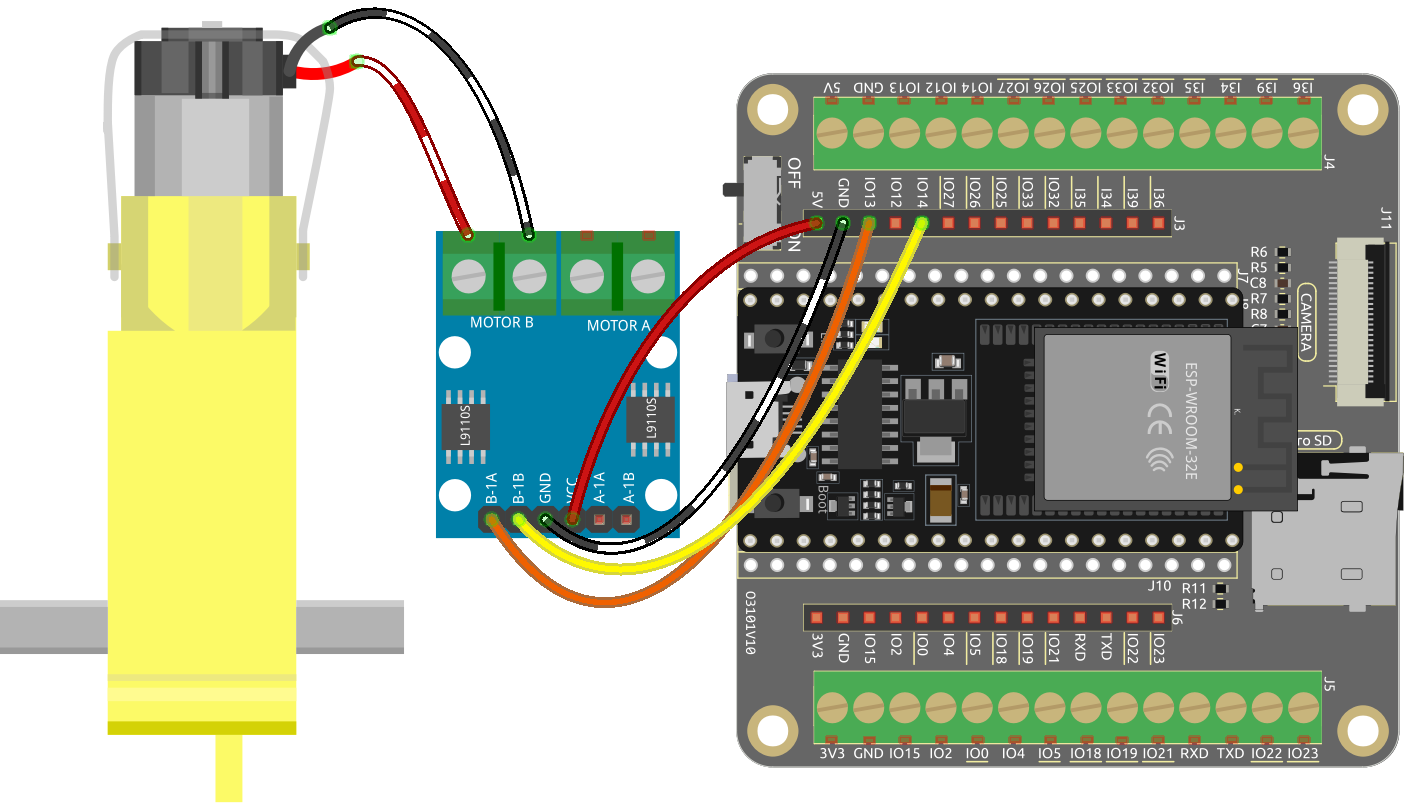 5V GND IO13 IO12 IO14 IO27 IO26 IO25 IO33 IO32 I35 I34 I39 I36
J4
OFF
ON
5V GND IO13 IO12 IO14 IO27 IO26 IO25 IO33 IO32 I35 I34 I39 I36
J3
J11
MOTOR B
MOTOR A
L9110S
L9110S
B-1A
B-1B
GND
VCC
A-1A
A-1B
J7
R6
R5
C8
R7
R8
CAMERA
WiFi
ESP-WROOM-32E
CE
K.
ro SD
Boot
J10
R11
R12
03101V10
J6
3V3 GND IO15 IO2 IO0 IO4 IO5 IO18 IO19 IO21 RXD TXD IO22 IO23
J5
3V3 GND IO15 IO2 IO0 IO4 IO5 IO18 IO19 IO21 RXD TXD IO22 IO23